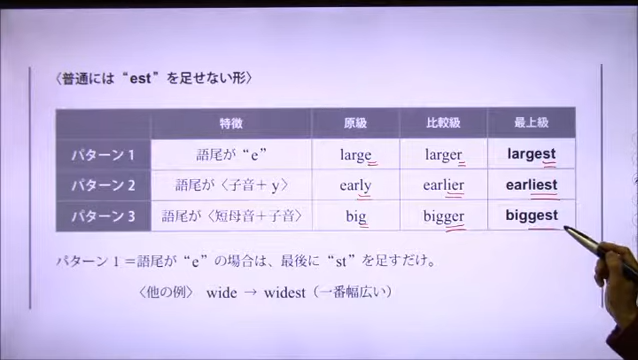 〈普通には“est”を足せない形〉
特徴 原級 比較級 最上級
パターン1 語尾が“e” large larger largest
パターン2 語尾が〈子音+y〉 early earlier earliest
パターン3 語尾が〈短母音+子音〉 big bigger biggest
パターン1=語尾が“e”の場合は、最後に“st”を足すだけ。
〈他の例〉 wide → widest(一番幅広い)